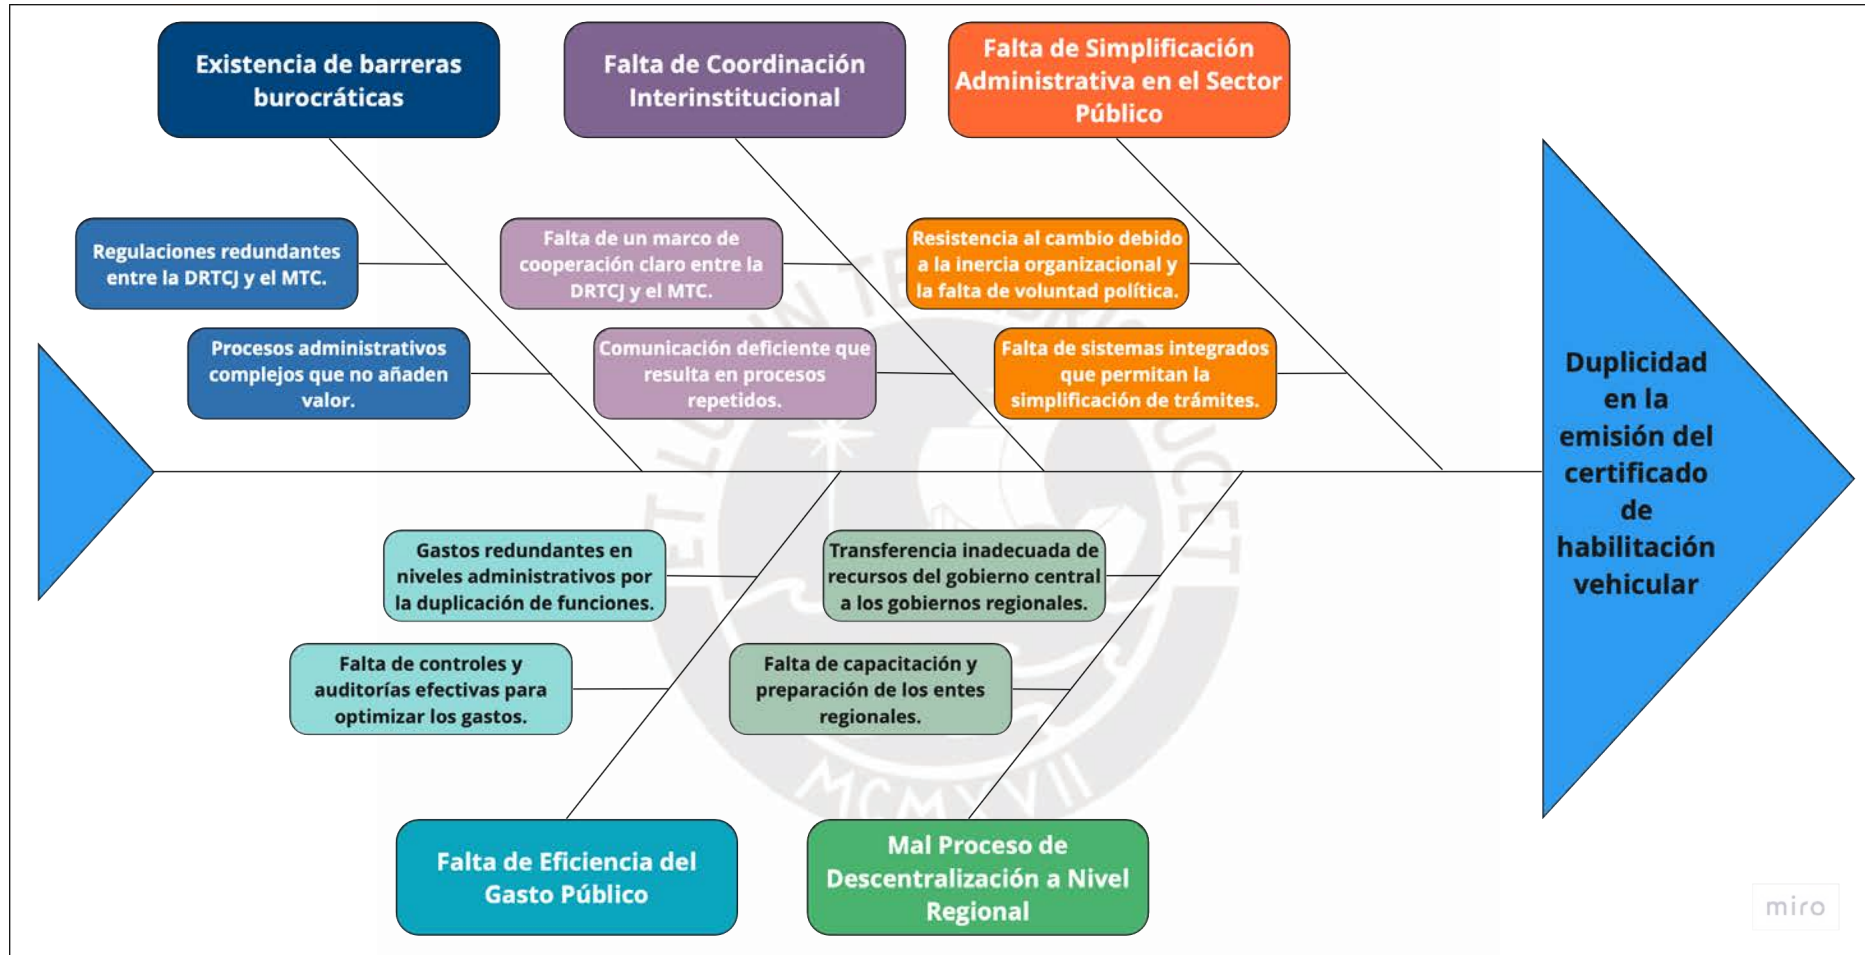 Existencia de barreras
burocráticas
Falta de Coordinación
Interinstitucional
Falta de Simplificación
Administrativa en el Sector
Público
Regulaciones redundantes
entre la DRTCJ y el MTC.
Procesos administrativos
complejos que no añaden
valor.
Falta de un marco de
cooperación claro entre la
DRTCJ y el MTC.
Comunicación deficiente que
resulta en procesos
repetidos.
Resistencia al cambio debido
a la inercia organizacional y
la falta de voluntad política.
Falta de sistemas integrados
que permitan la
simplificación de trámites.
Duplicidad
en la
emisión del
certificado
de
habilitación
vehicular
Gastos redundantes en
niveles administrativos por
la duplicación de funciones.
Falta de controles y
auditorías efectivas para
optimizar los gastos.
Transferencia inadecuada de
recursos del gobierno central
a los gobiernos regionales.
Falta de capacitación y
preparación de los entes
regionales.
Falta de Eficiencia del
Gasto Público
Mal Proceso de
Descentralización a Nivel
Regional
MCMXVII
miro